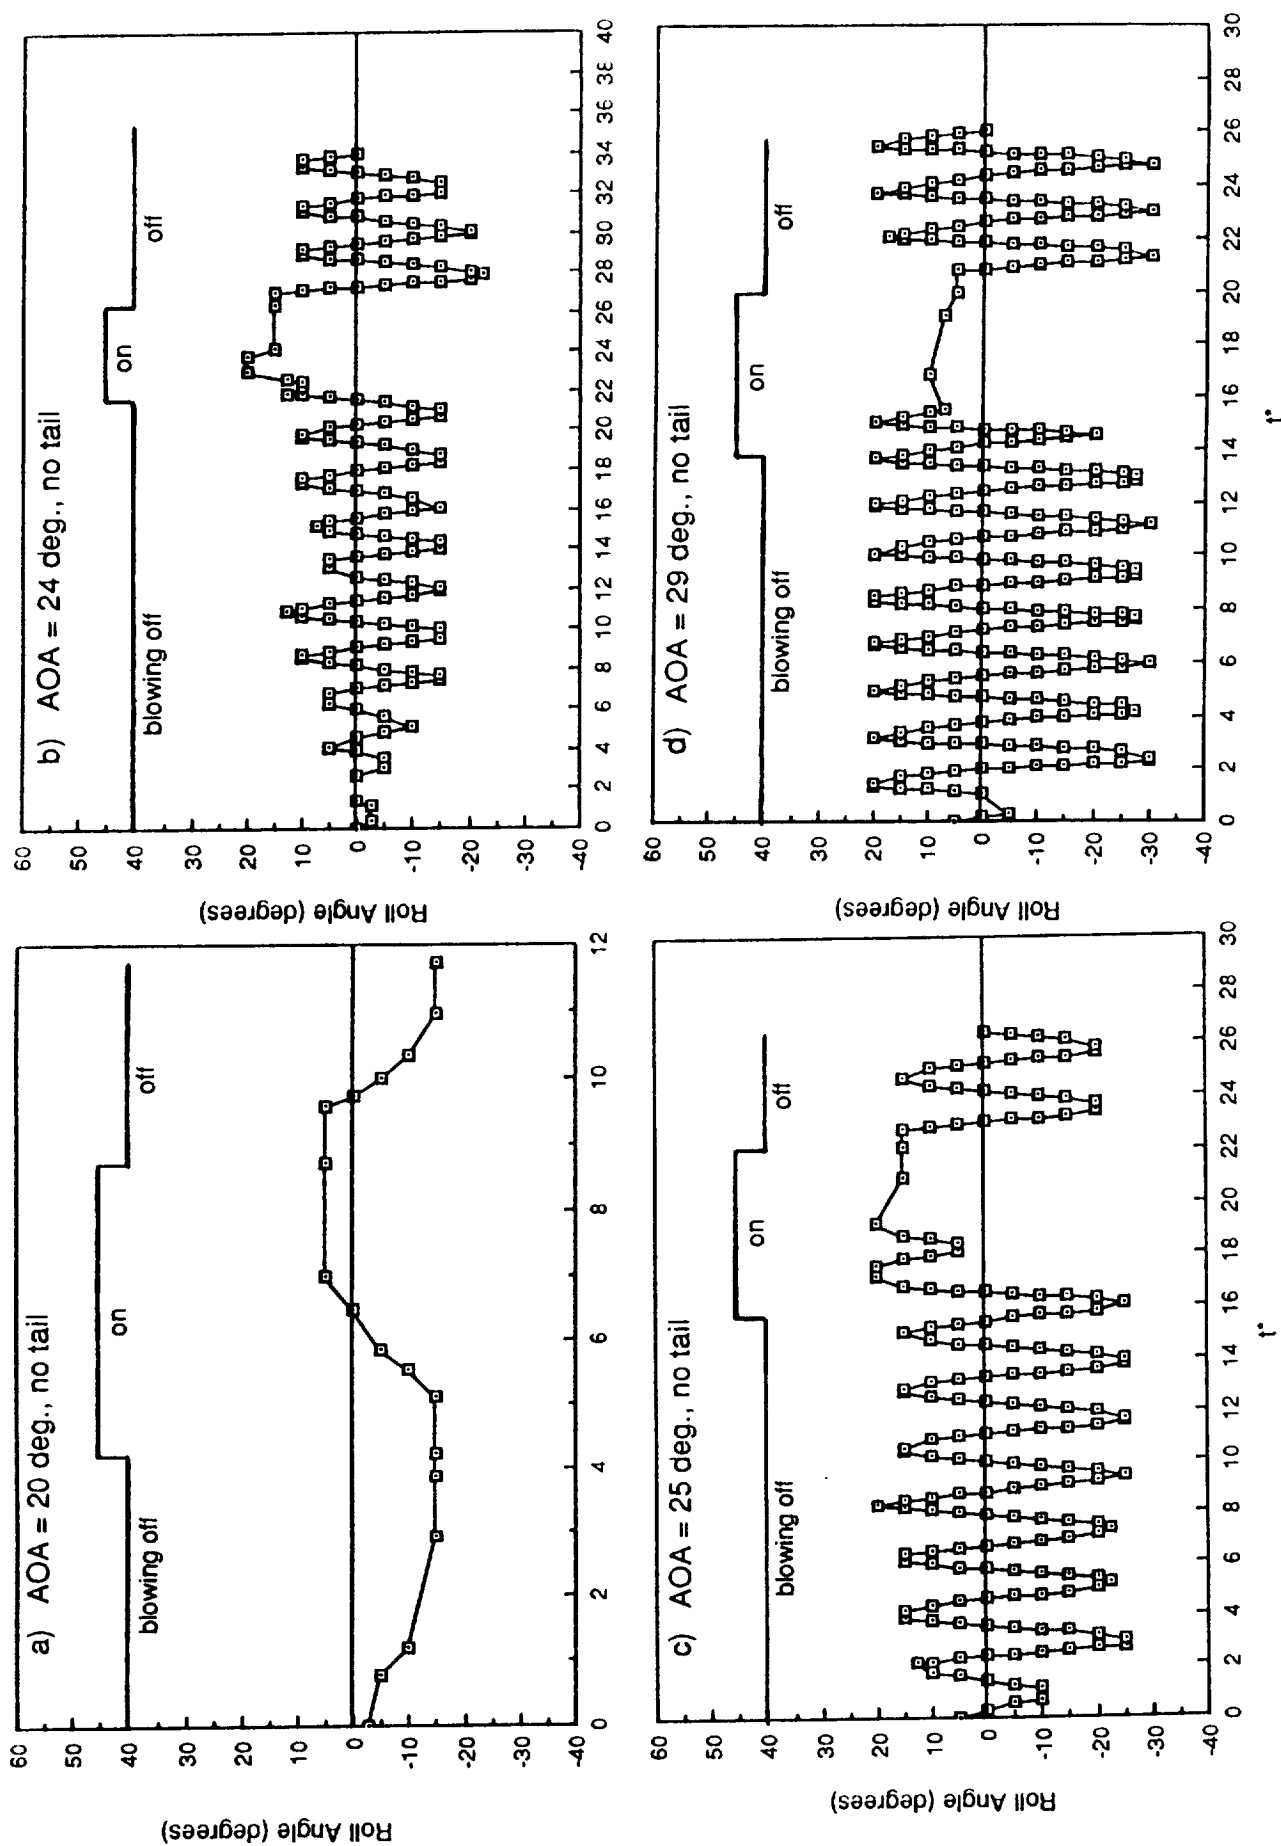 a) AOA = 20 deg., no tail
Roll Angle (degrees)
60
50
40
30
20
10
0
-10
-20
-30
-40
blowing off
on
off
0 2 4 6 8 10 12
b) AOA = 24 deg., no tail
Roll Angle (degrees)
60
50
40
30
20
10
0
-10
-20
-30
-40
blowing off
on
off
0 2 4 6 8 10 12 14 16 18 20 22 24 26 28 30 32 34 36 38 40
c) AOA = 25 deg., no tail
Roll Angle (degrees)
60
50
40
30
20
10
0
-10
-20
-30
-40
blowing off
on
off
0 2 4 6 8 10 12 14 16 18 20 22 24 26 28 30
t*
d) AOA = 29 deg., no tail
Roll Angle (degrees)
60
50
40
30
20
10
0
-10
-20
-30
-40
blowing off
on
off
0 2 4 6 8 10 12 14 16 18 20 22 24 26 28 30
t*